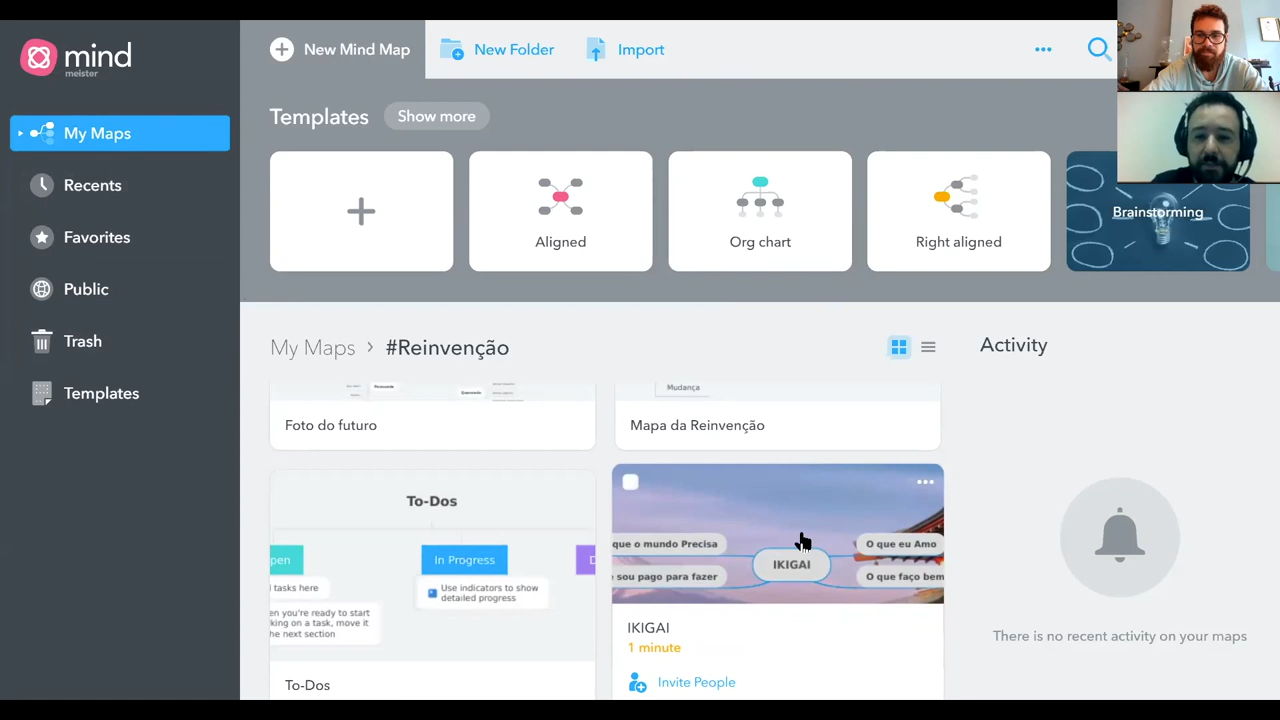 mind
meister
My Maps
Recents
Favorites
Public
Trash
Templates
New Mind Map
New Folder
Import
Templates
Show more
Aligned
Org chart
Right aligned
Brainstorming
My Maps > #Reinvenção
Activity
Foto do futuro
Mudança
Mapa da Reinvenção
To-Dos
pen
In Progress
D
tasks here
Use indicators to show
detailed progress
en you're ready to start
king on a task, move it
he next section
To-Dos
que o mundo Precisa
O que eu Amo
IKIGAI
sou pago para fazer
O que faço bem
IKIGAI
1 minute
Invite People
There is no recent activity on your maps